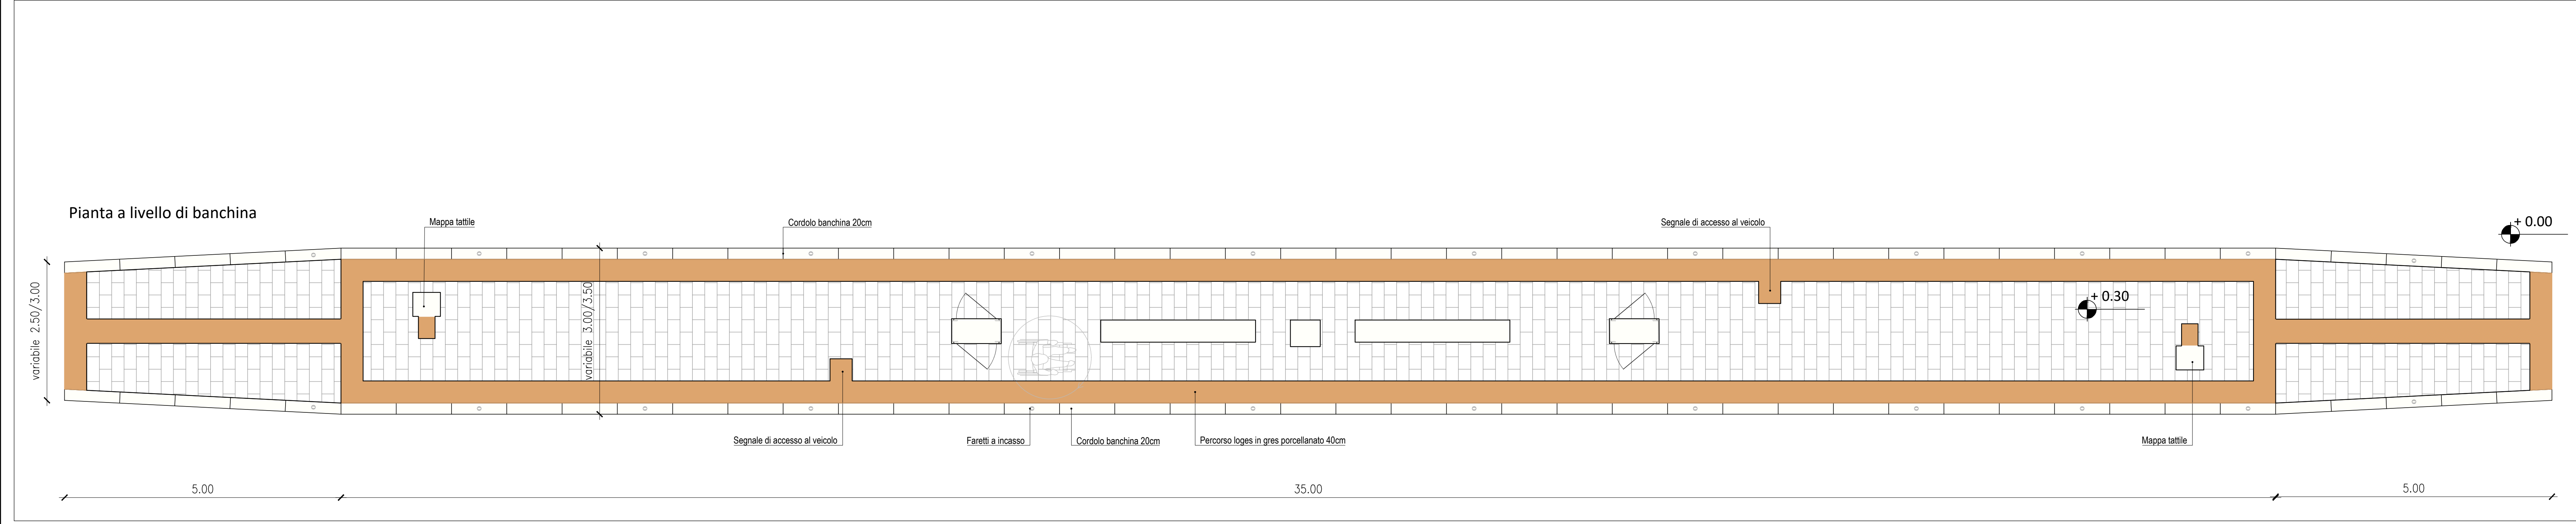 Pianta a livello di banchina
Mappa tattile
Cordolo banchina 20cm
Segnale di accesso al veicolo
+ 0.00
variabile 2.50/3.00
variabile 3.00/3.50
+ 0.30
Segnale di accesso al veicolo
Faretti a incasso
Cordolo banchina 20cm
Percorso loges in gres porcellanato 40cm
Mappa tattile
5.00
35.00
5.00